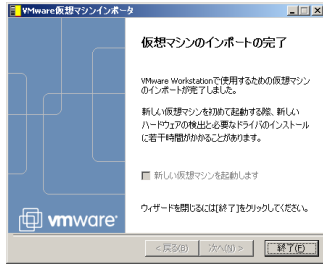 VMware仮想マシンインポータ
仮想マシンのインポートの完了
VMware Workstationで使用するための仮想マシン
のインポートが完了しました。
新しい仮想マシンを初めて起動する際、新しい
ハードウェアの検出と必要なドライバのインストール
に若干時間がかかることがあります。
新しい仮想マシンを起動します
ウィザードを閉じるには[終了]をクリックしてください。
vmware
< 戻る(B) 次へ(N) > 終了(F)